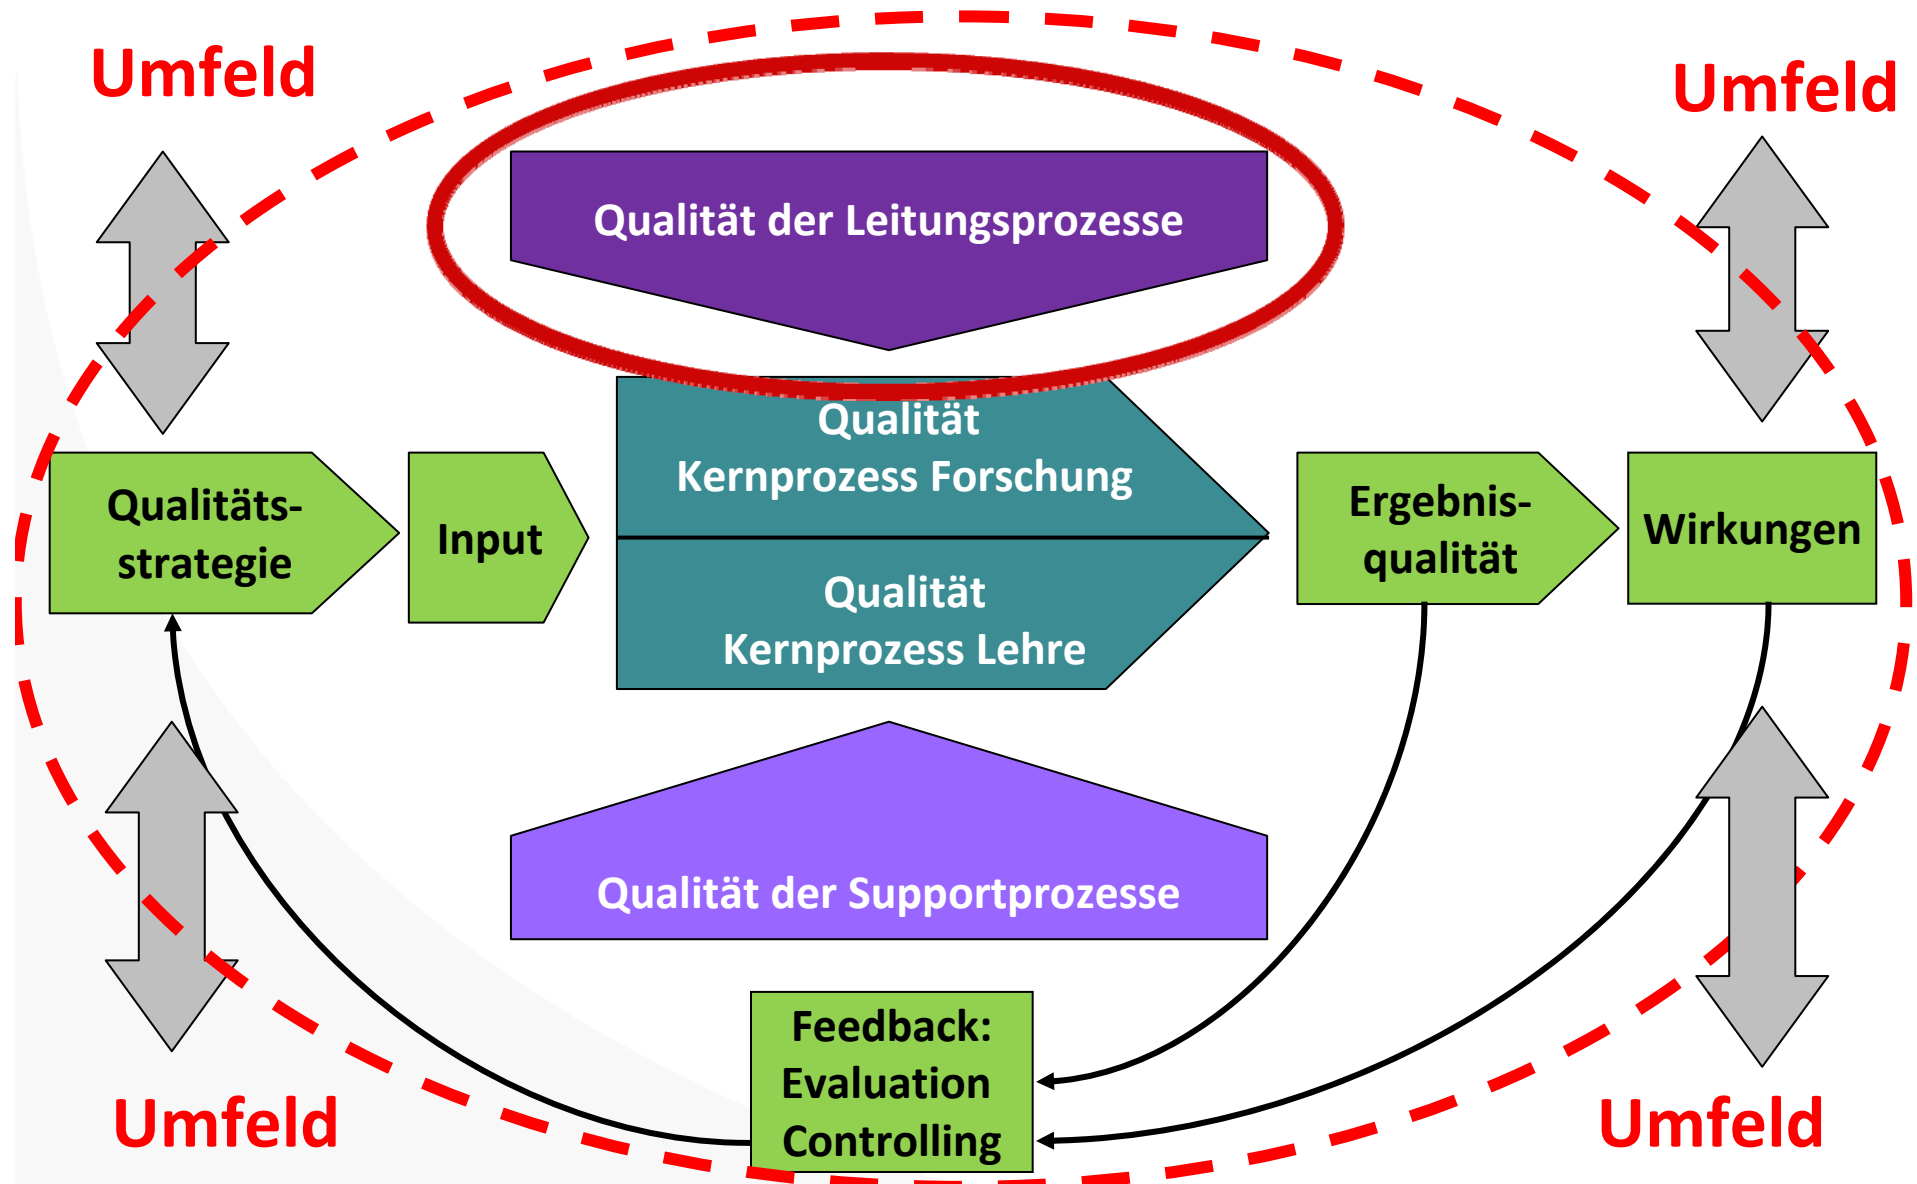 Umfeld
Umfeld
Qualität der Leitungsprozesse
Qualitäts-
strategie
Input
Qualität
Kernprozess Forschung
Qualität
Kernprozess Lehre
Ergebnis-
qualität
Wirkungen
Qualität der Supportprozesse
Feedback:
Evaluation
Controlling
Umfeld
Umfeld